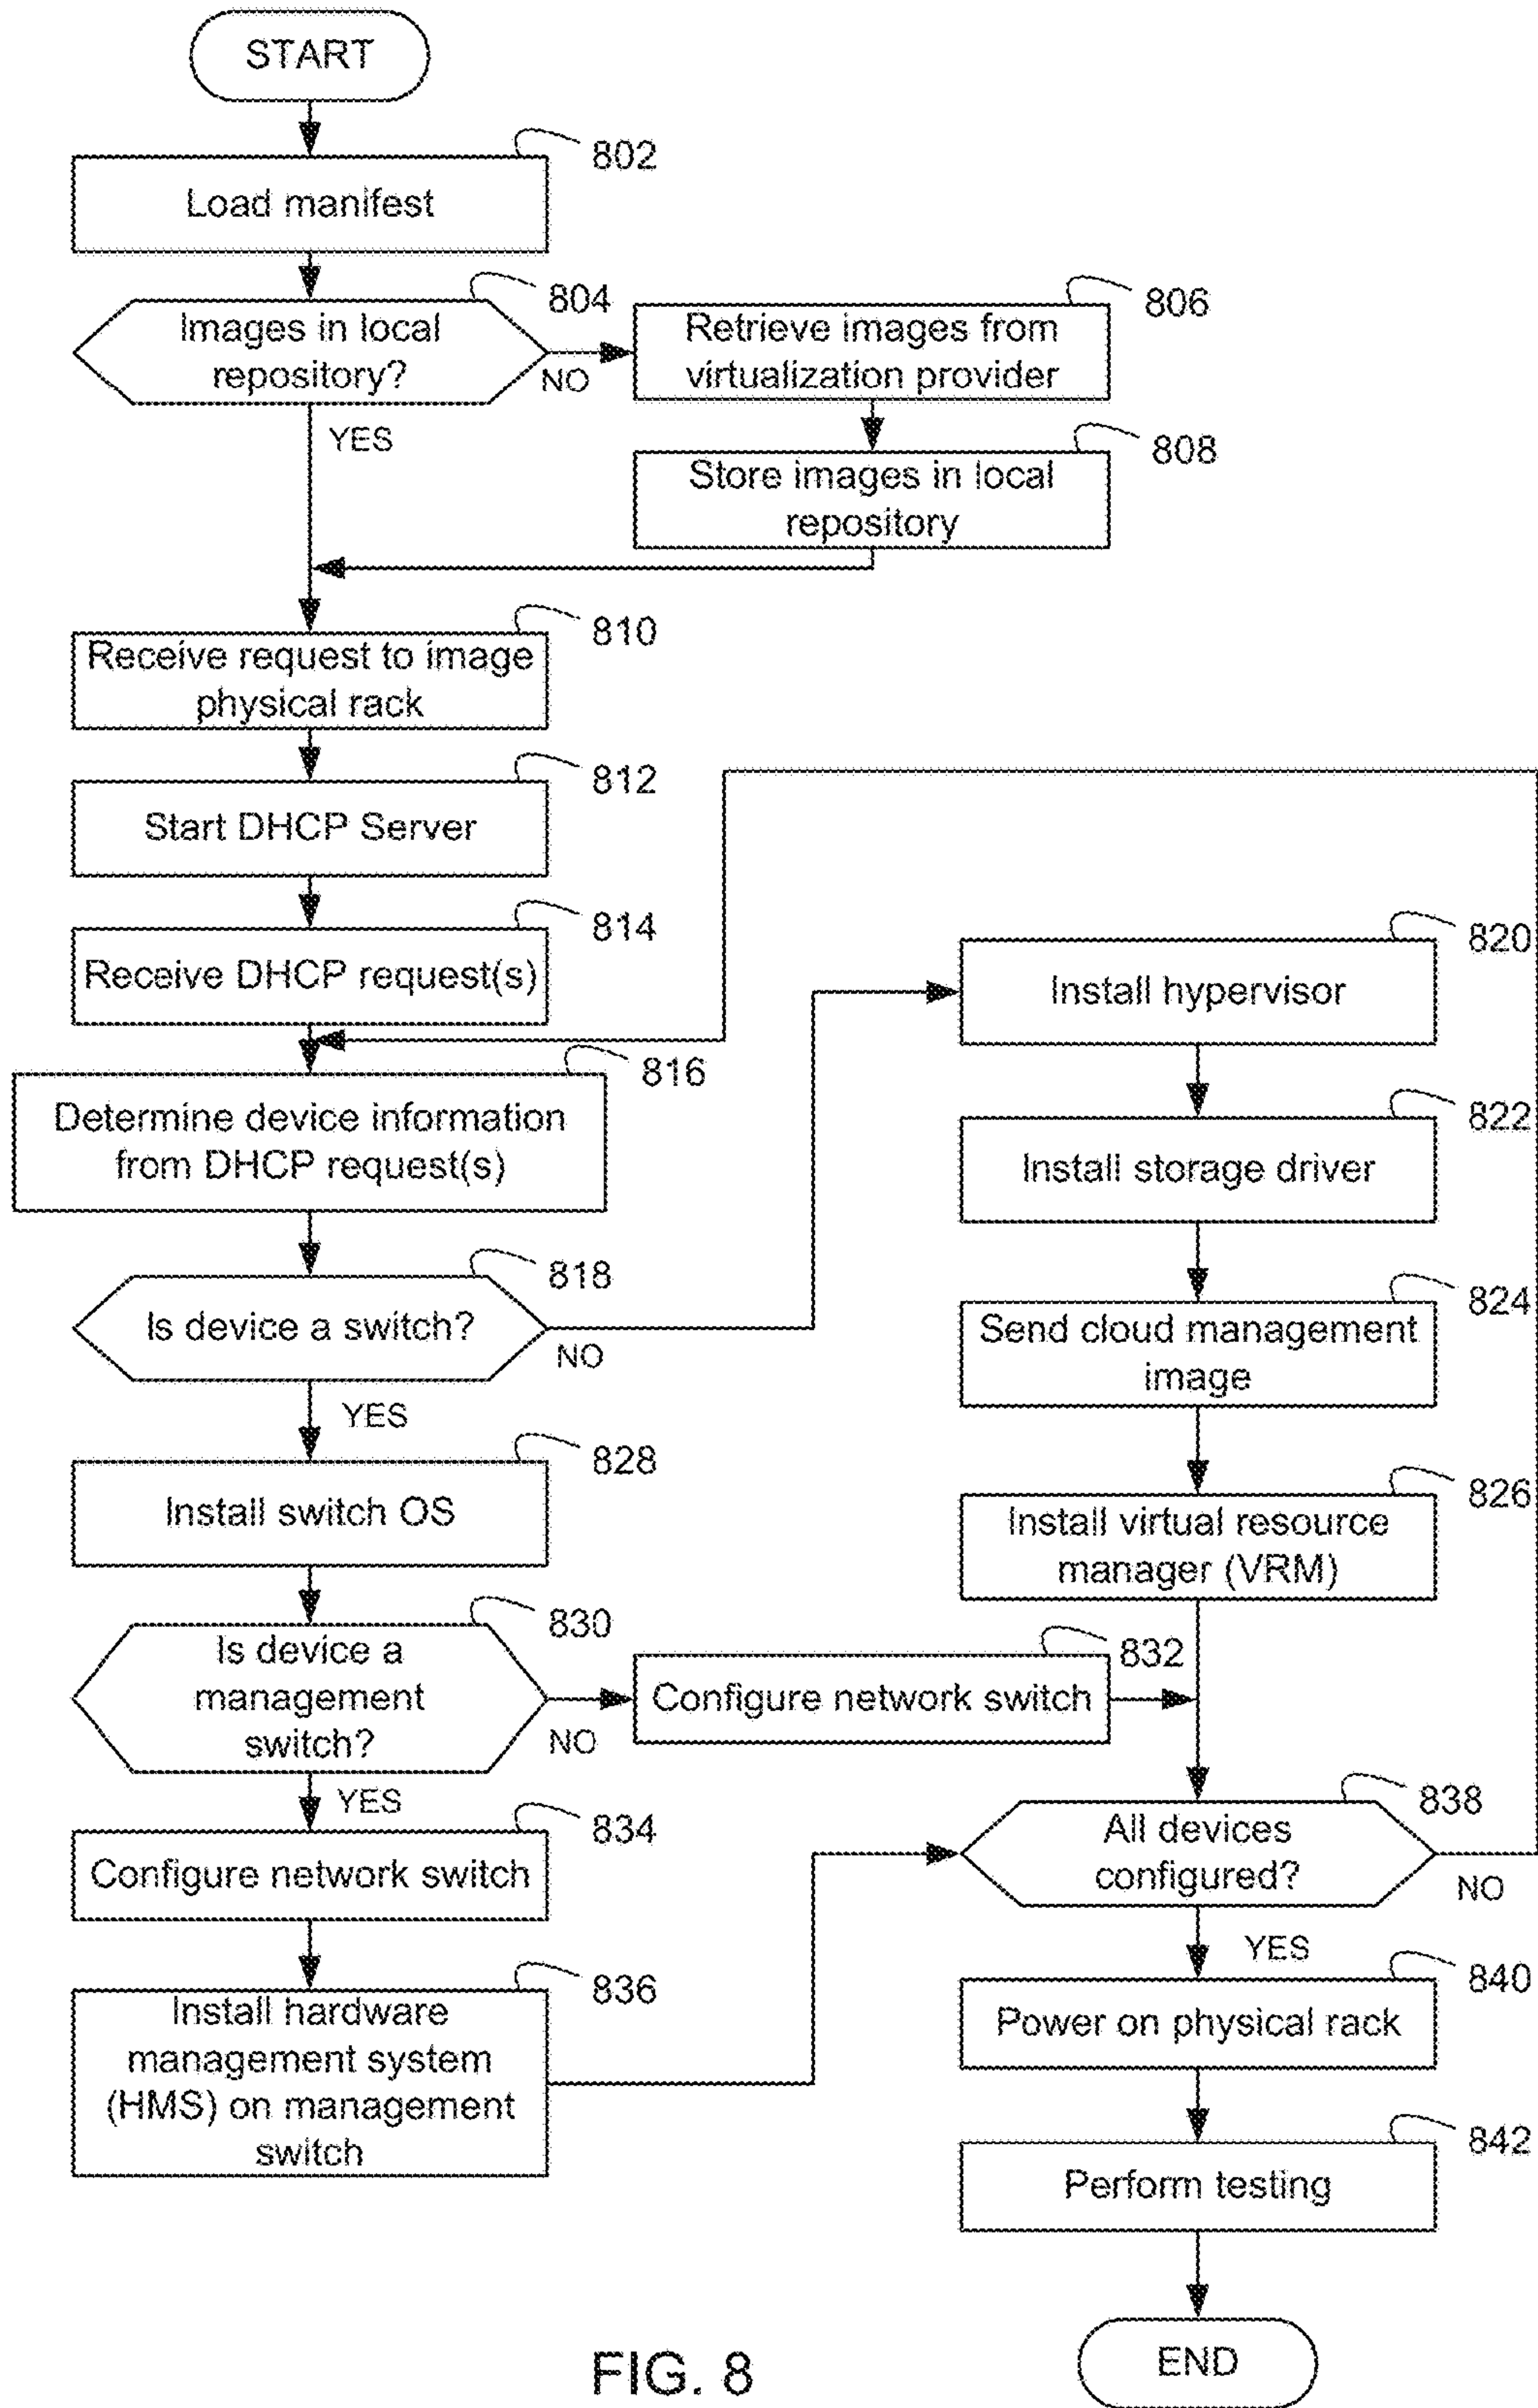 START
802
Load manifest
804
Images in local
repository?
NO
YES
806
Retrieve images from
virtualization provider
808
Store images in local
repository
810
Receive request to image
physical rack
812
Start DHCP Server
814
Receive DHCP request(s)
816
Determine device information
from DHCP request(s)
818
Is device a switch?
NO
YES
820
Install hypervisor
822
Install storage driver
824
Send cloud management
image
826
Install virtual resource
manager (VRM)
828
Install switch OS
830
Is device a
management
switch?
NO
YES
832
Configure network switch
834
Configure network switch
836
Install hardware
management system
(HMS) on management
switch
838
All devices
configured?
NO
YES
840
Power on physical rack
842
Perform testing
END
FIG. 8